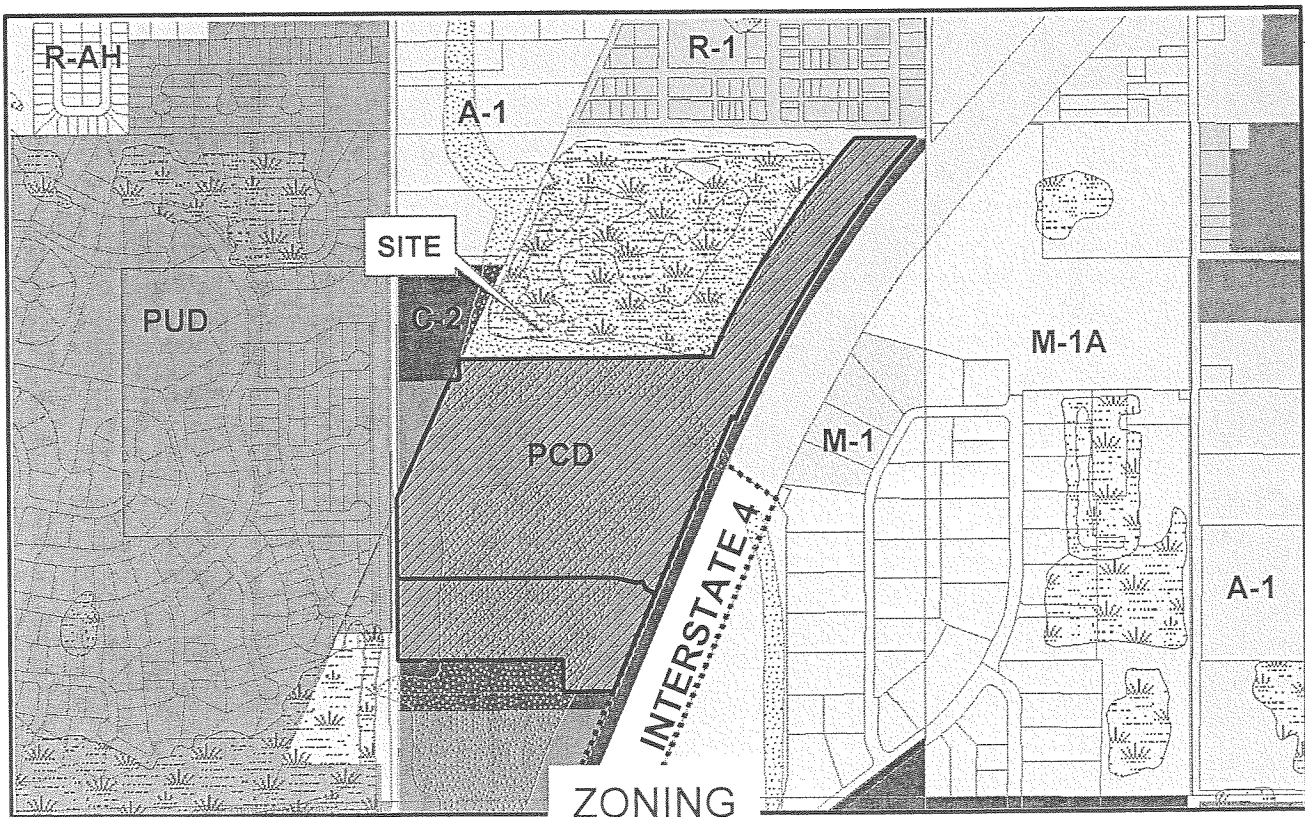 R-AH
R-1
A-1
SITE
PUD
C-2
M-1A
PCD
M-1
INTERSTATE 4
A-1
ZONING